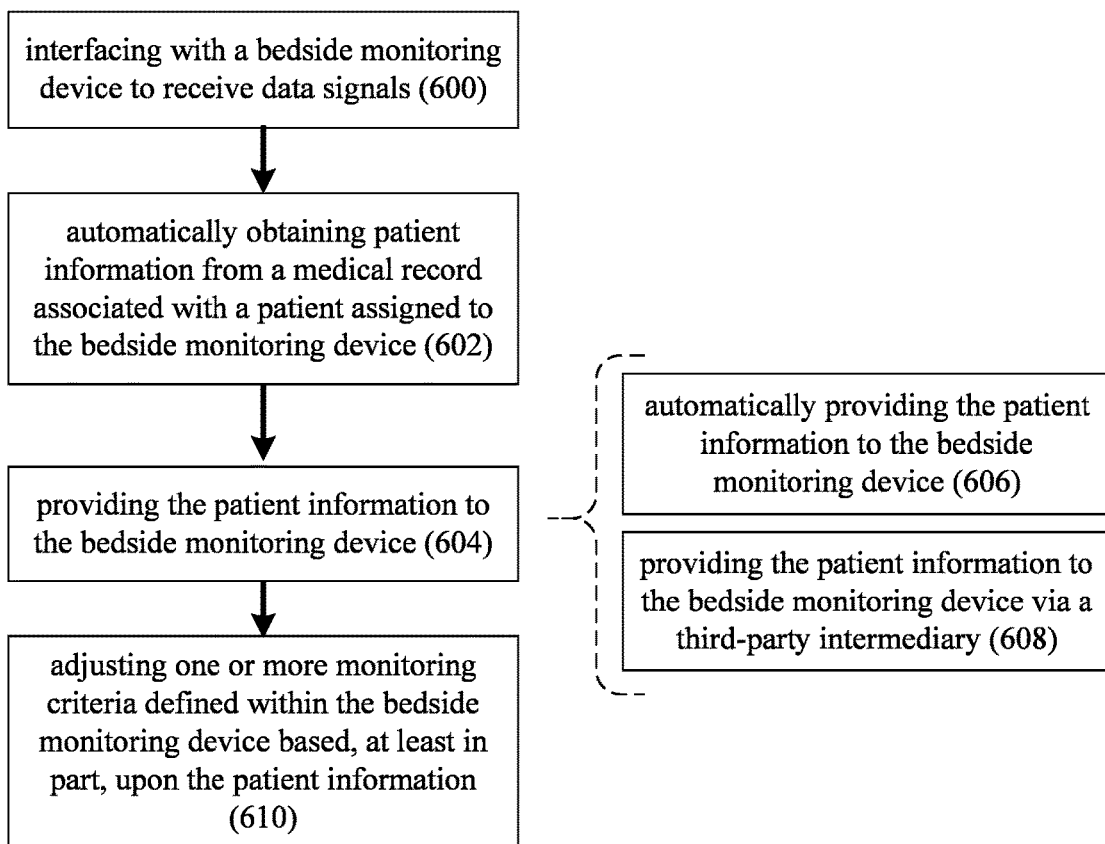 interfacing with a bedside monitoring
device to receive data signals (600)
automatically obtaining patient
information from a medical record
associated with a patient assigned to
the bedside monitoring device (602)
providing the patient information to
the bedside monitoring device (604)
automatically providing the patient
information to the bedside
monitoring device (606)
providing the patient information to
the bedside monitoring device via a
third-party intermediary (608)
adjusting one or more monitoring
criteria defined within the bedside
monitoring device based, at least in
part, upon the patient information
(610)